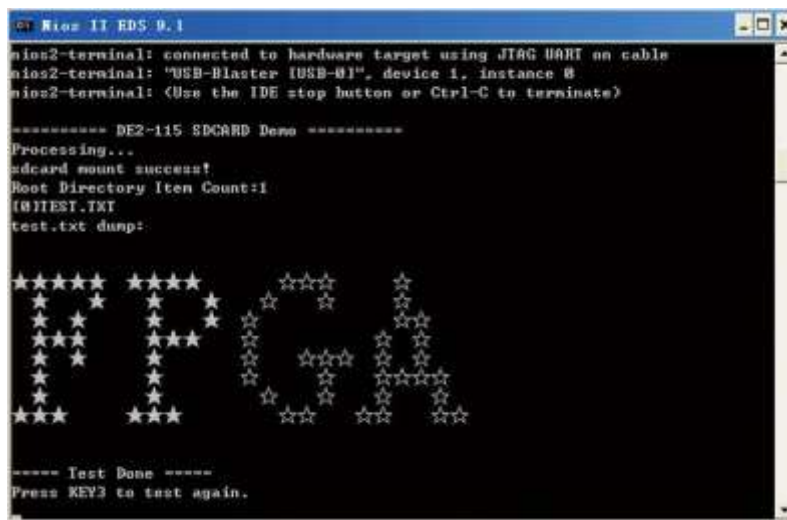 Nios II EDS 9.1
nios2-terminal: connected to hardware target using JTAG UART on cable
nios2-terminal: "USB-Blaster [USB-0]", device 1, instance 0
nios2-terminal: (Use the IDE stop button or Ctrl-C to terminate)
========== DE2-115 SDCARD Demo ==========
Processing...
sdcard mount success!
Root Directory Item Count:1
[0]TEST.TXT
test.txt dump:
FPGA
----- Test Done -----
Press KEY3 to test again.